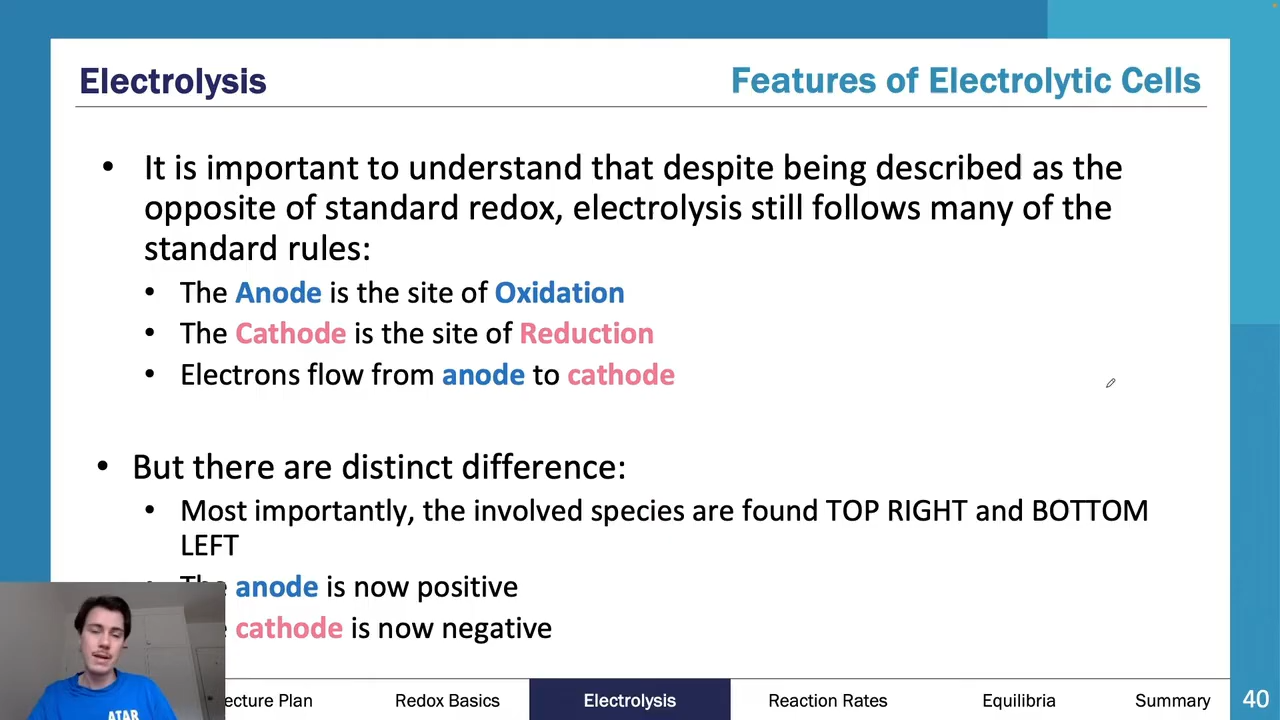 Electrolysis
Features of Electrolytic Cells
• It is important to understand that despite being described as the
opposite of standard redox, electrolysis still follows many of the
standard rules:
• The Anode is the site of Oxidation
• The Cathode is the site of Reduction
• Electrons flow from anode to cathode
• But there are distinct difference:
• Most importantly, the involved species are found TOP RIGHT and BOTTOM
LEFT
anode is now positive
cathode is now negative
Plan
Redox Basics
Electrolysis
Reaction Rates
Equilibria
Summary
40
ATAR